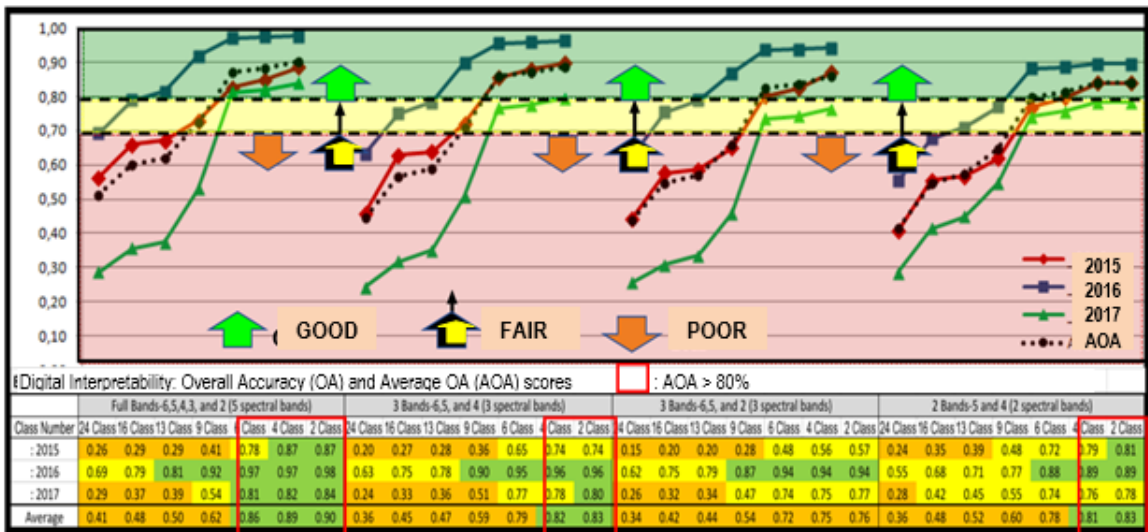 1,00
0,90
0,80
0,70
0,60
0,50
0,40
0,30
0,20
0,10
2015
2016
2017
AOA
GOOD
FAIR
POOR
Digital Interpretability: Overall Accuracy (OA) and Average OA (AOA) scores : AOA > 80%
Full Bands-6,5,4,3, and 2 (5 spectral bands) 3 Bands-6,5, and 4 (3 spectral bands) 3 Bands-6,5, and 2 (3 spectral bands) 2 Bands-5 and 4 (2 spectral bands)
Class Number 24 Class 16 Class 13 Class 9 Class Class 4 Class 2 Class 24 Class 16 Class 13 Class 9 Class 6 Class Class 2 Class 24 Class 16 Class 13 Class 9 Class 6 Class 4 Class 2 Class 24 Class 16 Class 13 Class 9 Class 6 Class 4 Class 2 Class
: 2015 0.26 0.29 0.29 0.41 0.78 0.87 0.87 0.20 0.27 0.28 0.36 0.65 0.74 0.74 0.15 0.20 0.20 0.28 0.48 0.56 0.57 0.24 0.35 0.39 0.48 0.72 0.79 0.81
: 2016 0.69 0.79 0.81 0.92 0.97 0.97 0.98 0.63 0.75 0.78 0.90 0.95 0.96 0.96 0.62 0.75 0.79 0.87 0.94 0.94 0.94 0.55 0.68 0.71 0.77 0.88 0.89 0.89
: 2017 0.29 0.37 0.39 0.54 0.81 0.82 0.84 0.24 0.33 0.36 0.51 0.77 0.78 0.80 0.26 0.32 0.34 0.47 0.74 0.75 0.77 0.28 0.42 0.45 0.55 0.74 0.76 0.78
Average 0.41 0.48 0.50 0.62 0.86 0.89 0.90 0.36 0.45 0.47 0.59 0.79 0.82 0.83 0.34 0.42 0.44 0.54 0.72 0.75 0.76 0.36 0.48 0.52 0.60 0.78 0.81 0.83